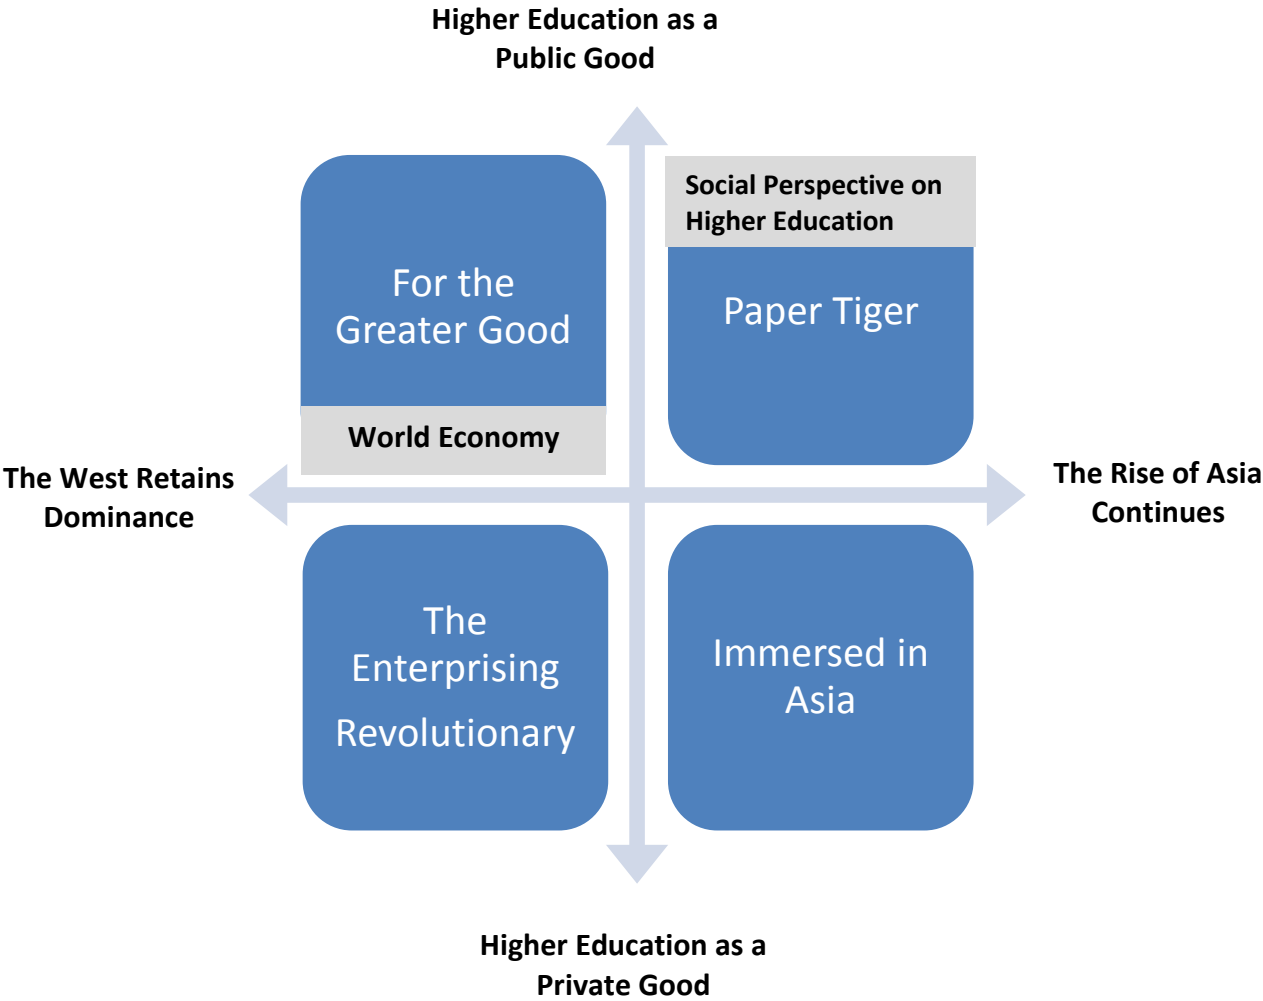 Higher Education as a
Public Good
Social Perspective on
Higher Education
For the
Greater Good
Paper Tiger
World Economy
The West Retains
Dominance
The Rise of Asia
Continues
The
Enterprising
Revolutionary
Immersed in
Asia
Higher Education as a
Private Good